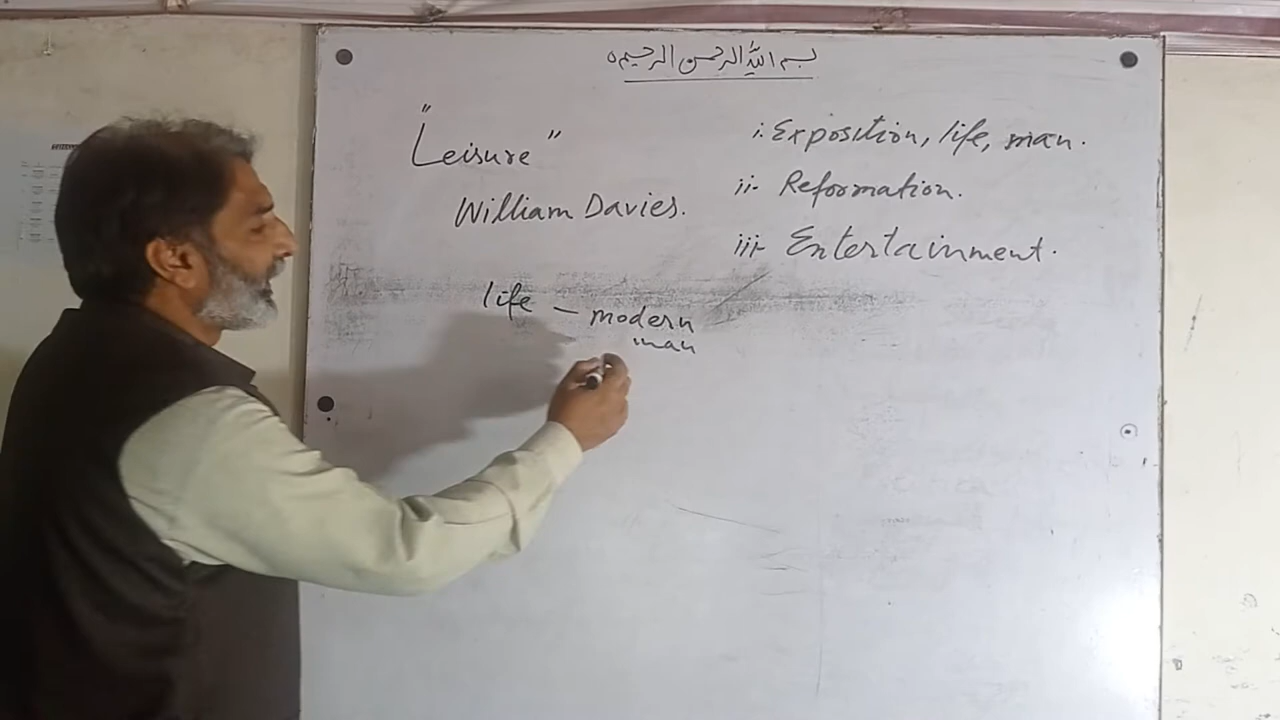 بسم اللہ الرحمن الرحیم ه
"Leisure"
William Davies.
i. Exposition, life, man.
ii- Reformation.
iii- Entertainment.
life — modern
man